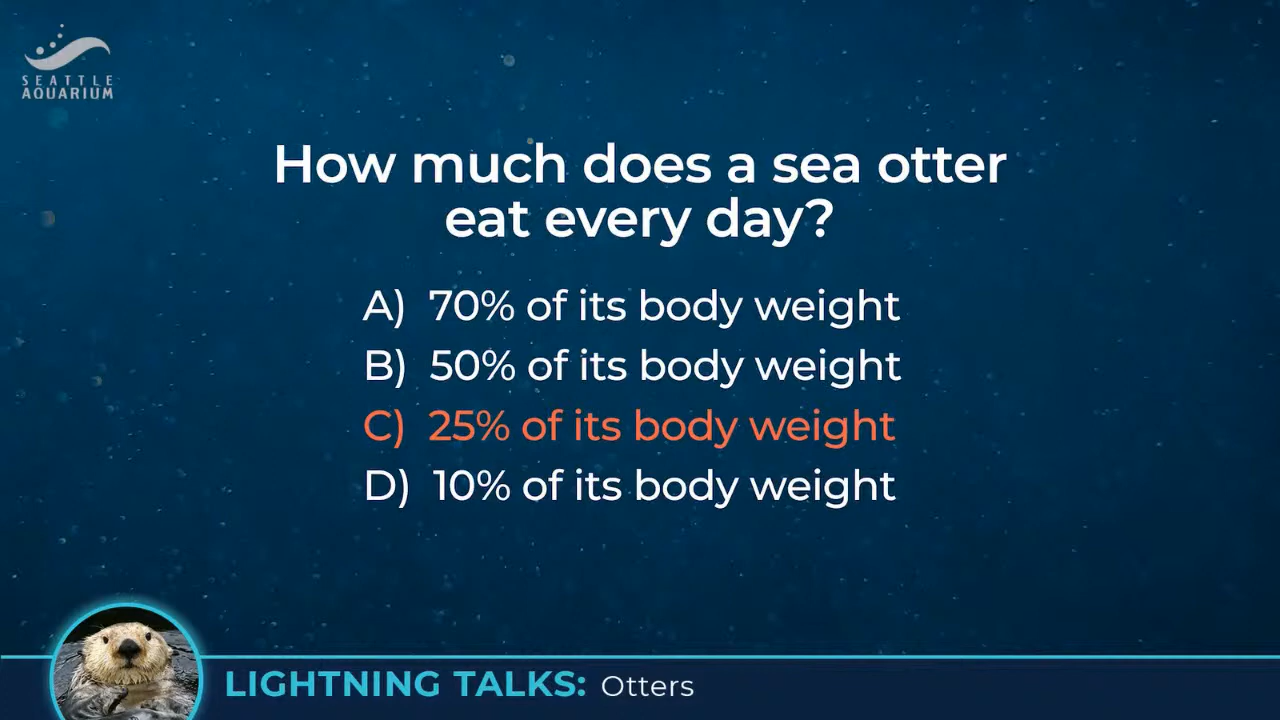 SEATTLE
AQUARIUM
How much does a sea otter
eat every day?
A) 70% of its body weight
B) 50% of its body weight
C) 25% of its body weight
D) 10% of its body weight
LIGHTNING TALKS: Otters